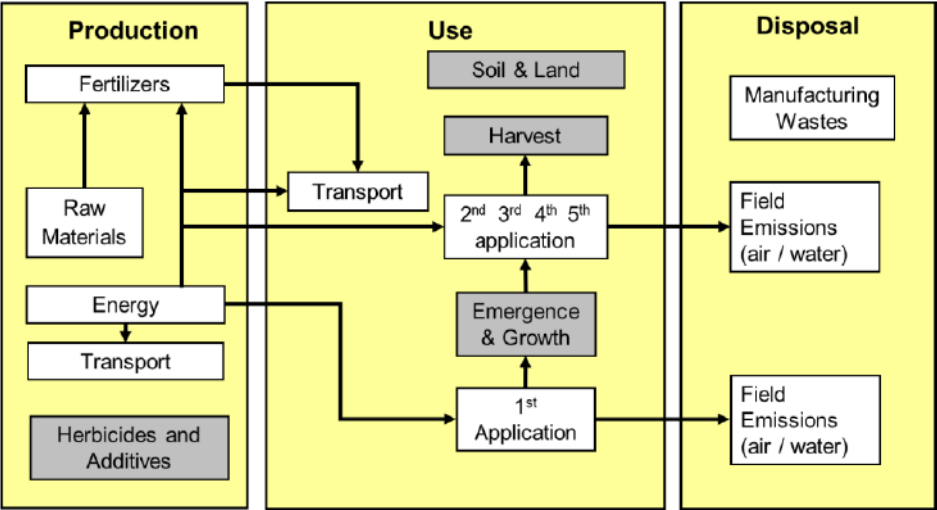 Production
Fertilizers
Raw
Materials
Energy
Transport
Herbicides and
Additives
Use
Soil & Land
Harvest
Transport
2nd 3rd 4th 5th
application
Emergence
& Growth
1st
Application
Disposal
Manufacturing
Wastes
Field
Emissions
(air / water)
Field
Emissions
(air / water)